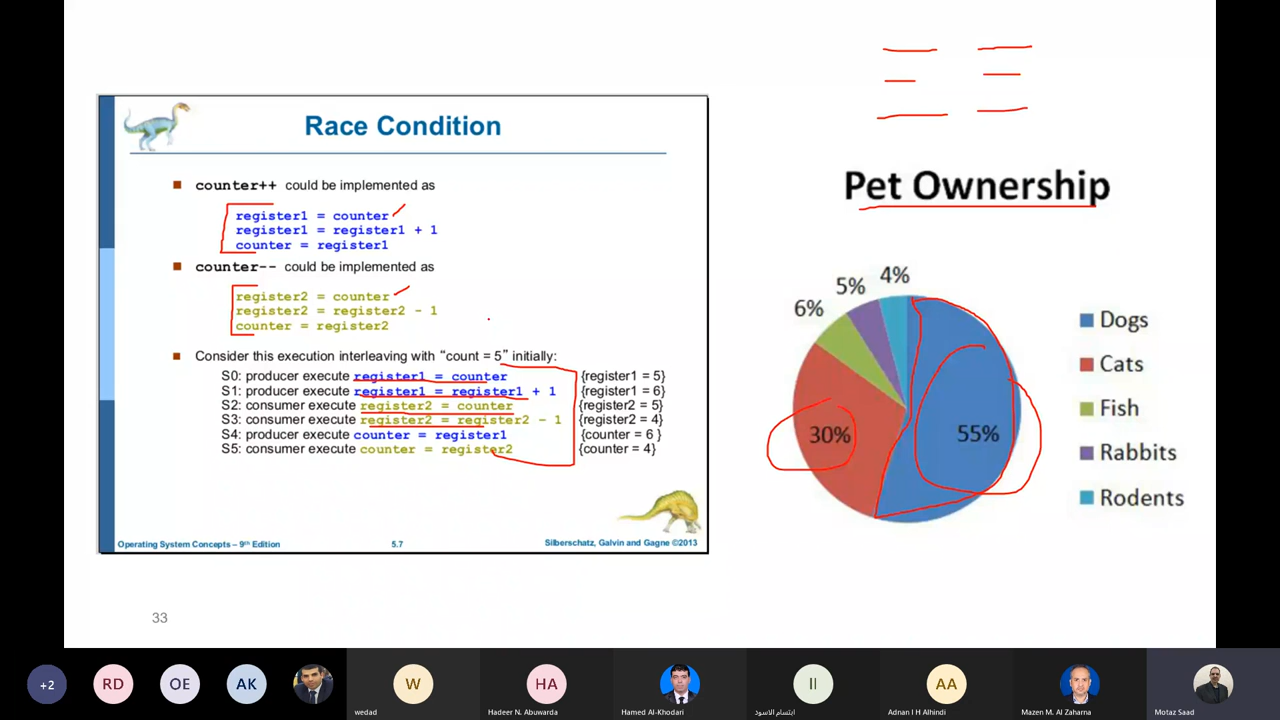 Race Condition
counter++ could be implemented as
register1 = counter
register1 = register1 + 1
counter = register1
counter-- could be implemented as
register2 = counter
register2 = register2 - 1
counter = register2
Consider this execution interleaving with “count = 5” initially:
S0: producer execute register1 = counter {register1 = 5}
S1: producer execute register1 = register1 + 1 {register1 = 6}
S2: consumer execute register2 = counter {register2 = 5}
S3: consumer execute register2 = register2 - 1 {register2 = 4}
S4: producer execute counter = register1 {counter = 6 }
S5: consumer execute counter = register2 {counter = 4}
Operating System Concepts – 9th Edition 5.7 Silberschatz, Galvin and Gagne ©2013
33
Pet Ownership
4%
5%
6%
30%
55%
Dogs
Cats
Fish
Rabbits
Rodents
+2 RD OE AK W HA II AA
wedad Hadeer N. Abuwarda Hamed Al-Khodari ابتسام الاسود Adnan I H Alhindi Mazen M. Al Zaharna Motaz Saad